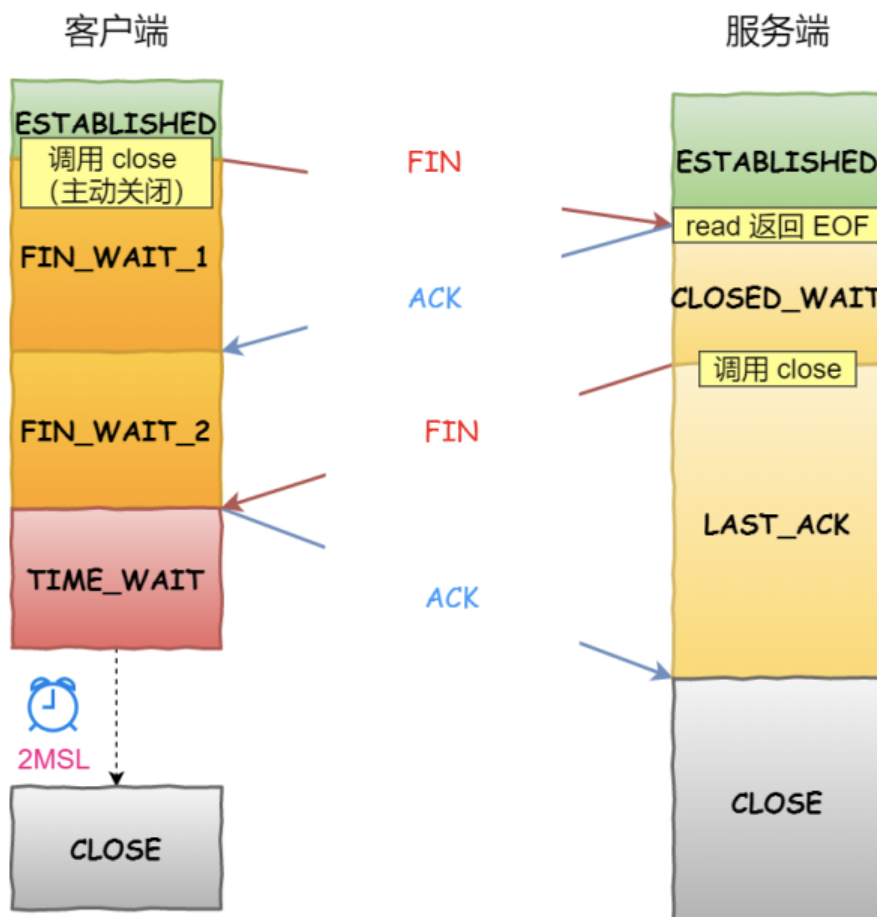 客户端
服务端
ESTABLISHED
调用 close
（主动关闭）
FIN
ESTABLISHED
read 返回 EOF
FIN_WAIT_1
ACK
CLOSED_WAIT
调用 close
FIN_WAIT_2
FIN
LAST_ACK
TIME_WAIT
ACK
2MSL
CLOSE
CLOSE